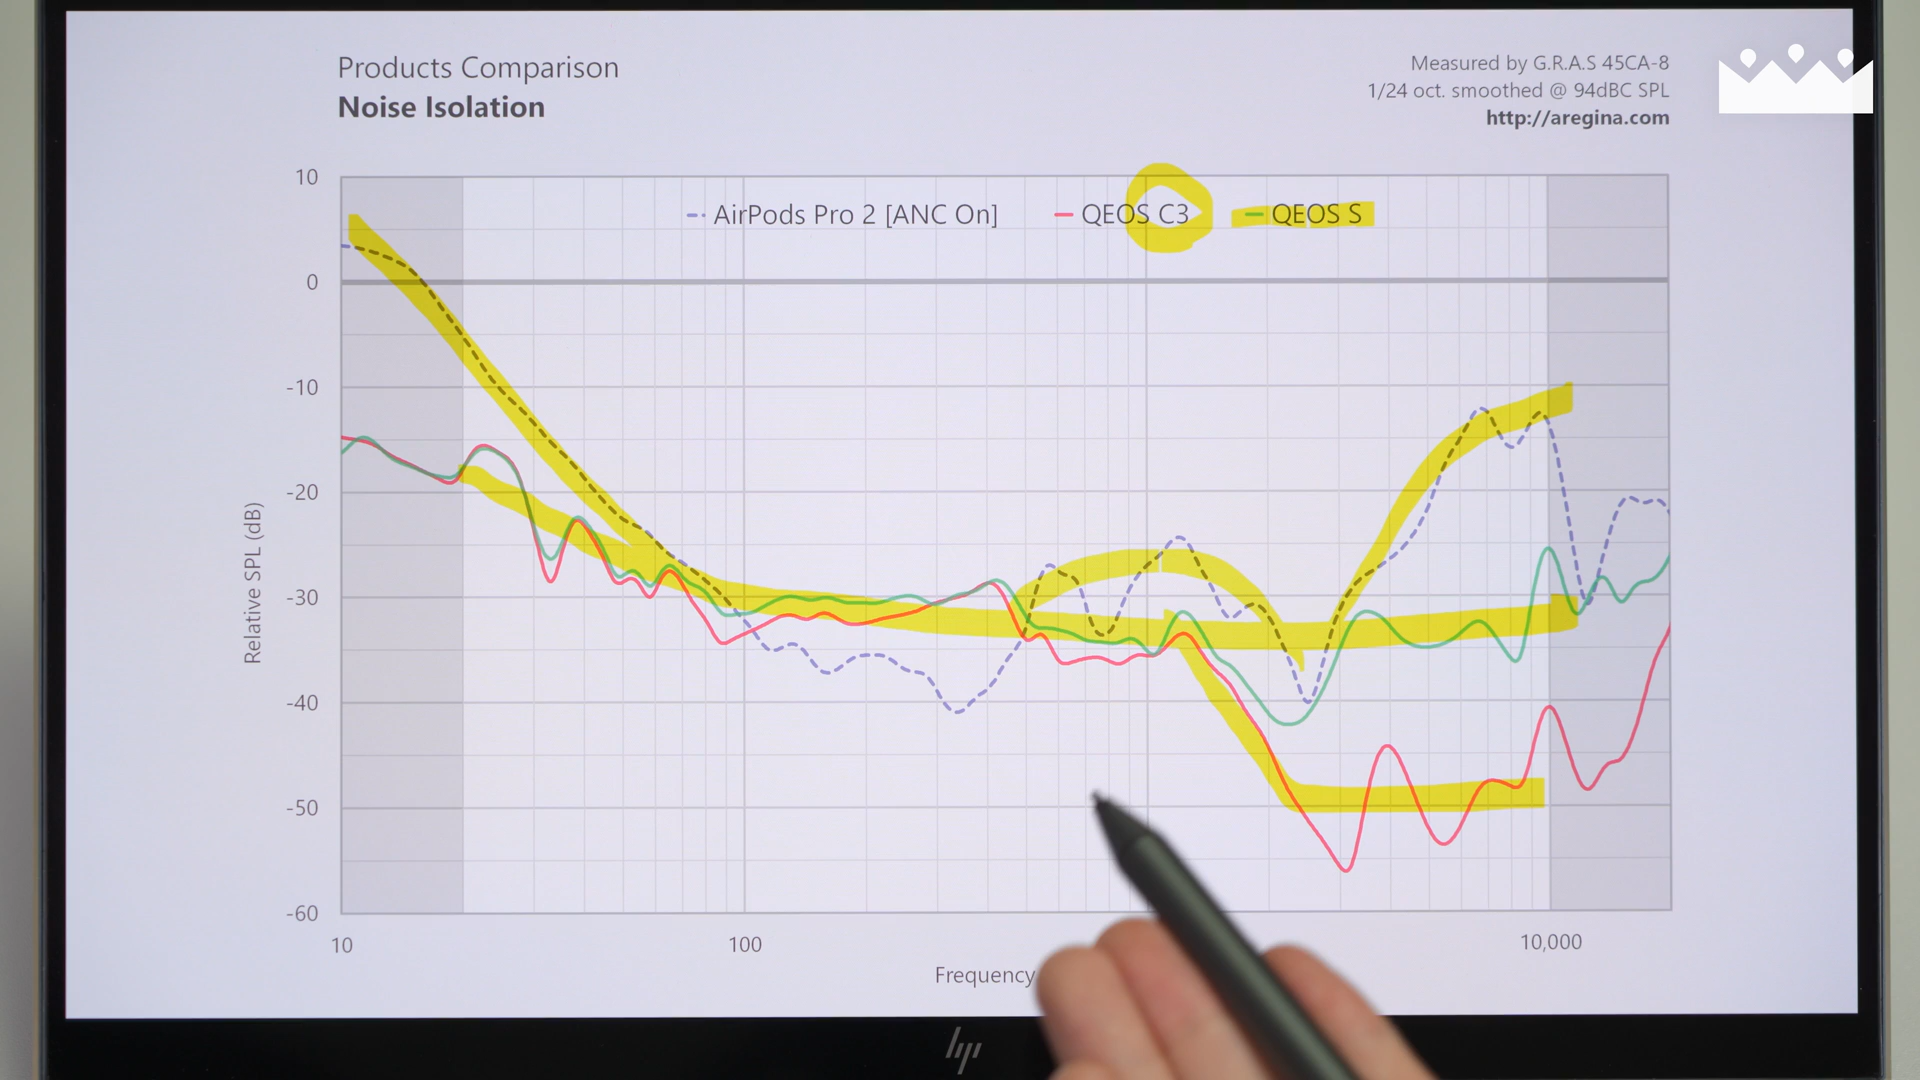 Products Comparison
Noise Isolation
Measured by G.R.A.S 45CA-8
1/24 oct. smoothed @ 94dBC SPL
http://aregina.com
AirPods Pro 2 [ANC On]
QEOS C3
QEOS S
10
0
-10
-20
-30
-40
-50
-60
Relative SPL (dB)
10
100
10,000
Frequency
hp